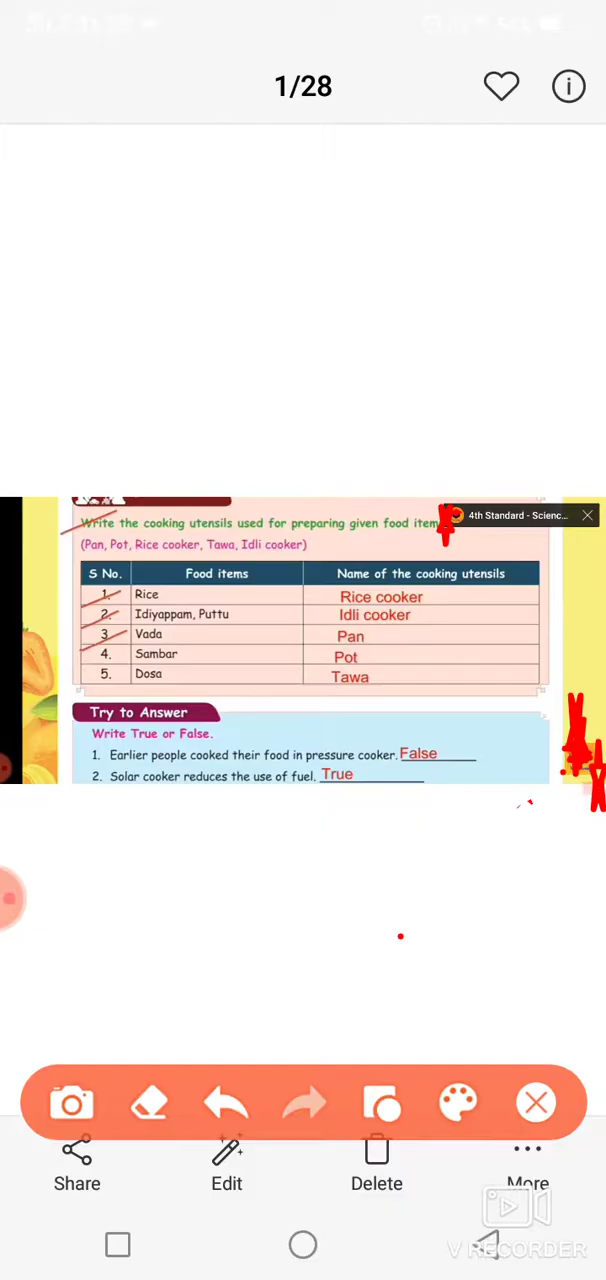 1/28
Write the cooking utensils used for preparing given food item
4th Standard - Scienc...
(Pan, Pot, Rice cooker, Tawa, Idli cooker)
S No. Food items Name of the cooking utensils
1. Rice Rice cooker
2. Idiyappam, Puttu Idli cooker
3. Vada Pan
4. Sambar Pot
5. Dosa Tawa
Try to Answer
Write True or False.
1. Earlier people cooked their food in pressure cooker. False
2. Solar cooker reduces the use of fuel. True
Share Edit Delete More
V RECORDER